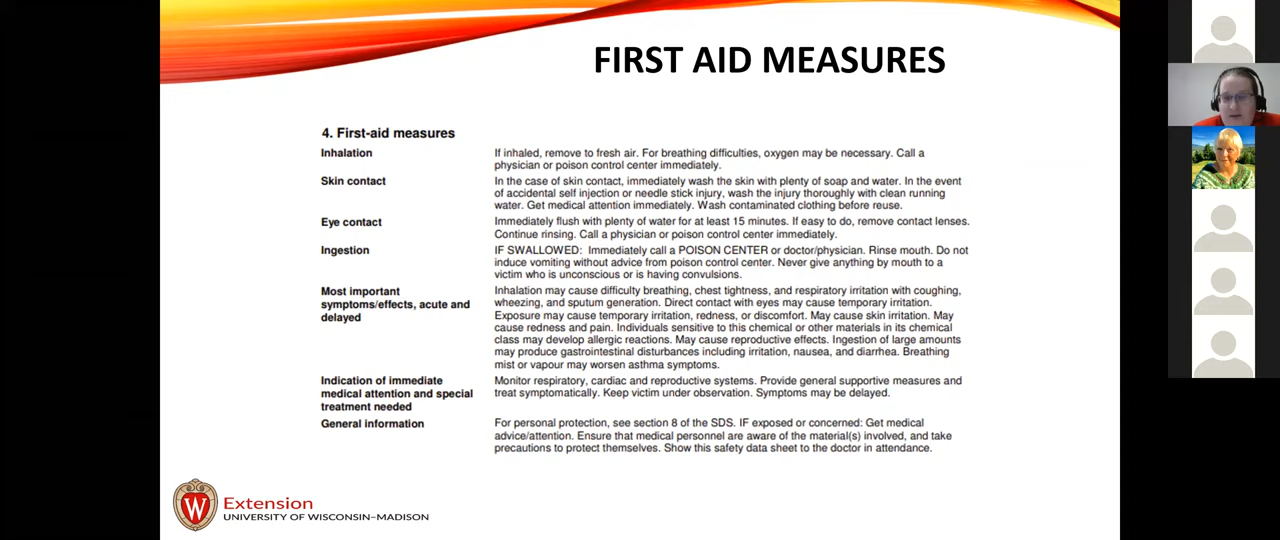 FIRST AID MEASURES
4. First-aid measures
Inhalation
If inhaled, remove to fresh air. For breathing difficulties, oxygen may be necessary. Call a
physician or poison control center immediately.
Skin contact
In the case of skin contact, immediately wash the skin with plenty of soap and water. In the event
of accidental self injection or needle stick injury, wash the injury thoroughly with clean running
water. Get medical attention immediately. Wash contaminated clothing before reuse.
Eye contact
Immediately flush with plenty of water for at least 15 minutes. If easy to do, remove contact lenses.
Continue rinsing. Call a physician or poison control center immediately.
Ingestion
IF SWALLOWED: Immediately call a POISON CENTER or doctor/physician. Rinse mouth. Do not
induce vomiting without advice from poison control center. Never give anything by mouth to a
victim who is unconscious or is having convulsions.
Most important
symptoms/effects, acute and
delayed
Inhalation may cause difficulty breathing, chest tightness, and respiratory irritation with coughing,
wheezing, and sputum generation. Direct contact with eyes may cause temporary irritation.
Exposure may cause temporary irritation, redness, or discomfort. May cause skin irritation. May
cause redness and pain. Individuals sensitive to this chemical or other materials in its chemical
class may develop allergic reactions. May cause reproductive effects. Ingestion of large amounts
may produce gastrointestinal disturbances including irritation, nausea, and diarrhea. Breathing
mist or vapour may worsen asthma symptoms.
Indication of immediate
medical attention and special
treatment needed
Monitor respiratory, cardiac and reproductive systems. Provide general supportive measures and
treat symptomatically. Keep victim under observation. Symptoms may be delayed.
General information
For personal protection, see section 8 of the SDS. IF exposed or concerned: Get medical
advice/attention. Ensure that medical personnel are aware of the material(s) involved, and take
precautions to protect themselves. Show this safety data sheet to the doctor in attendance.
W
Extension
UNIVERSITY OF WISCONSIN–MADISON